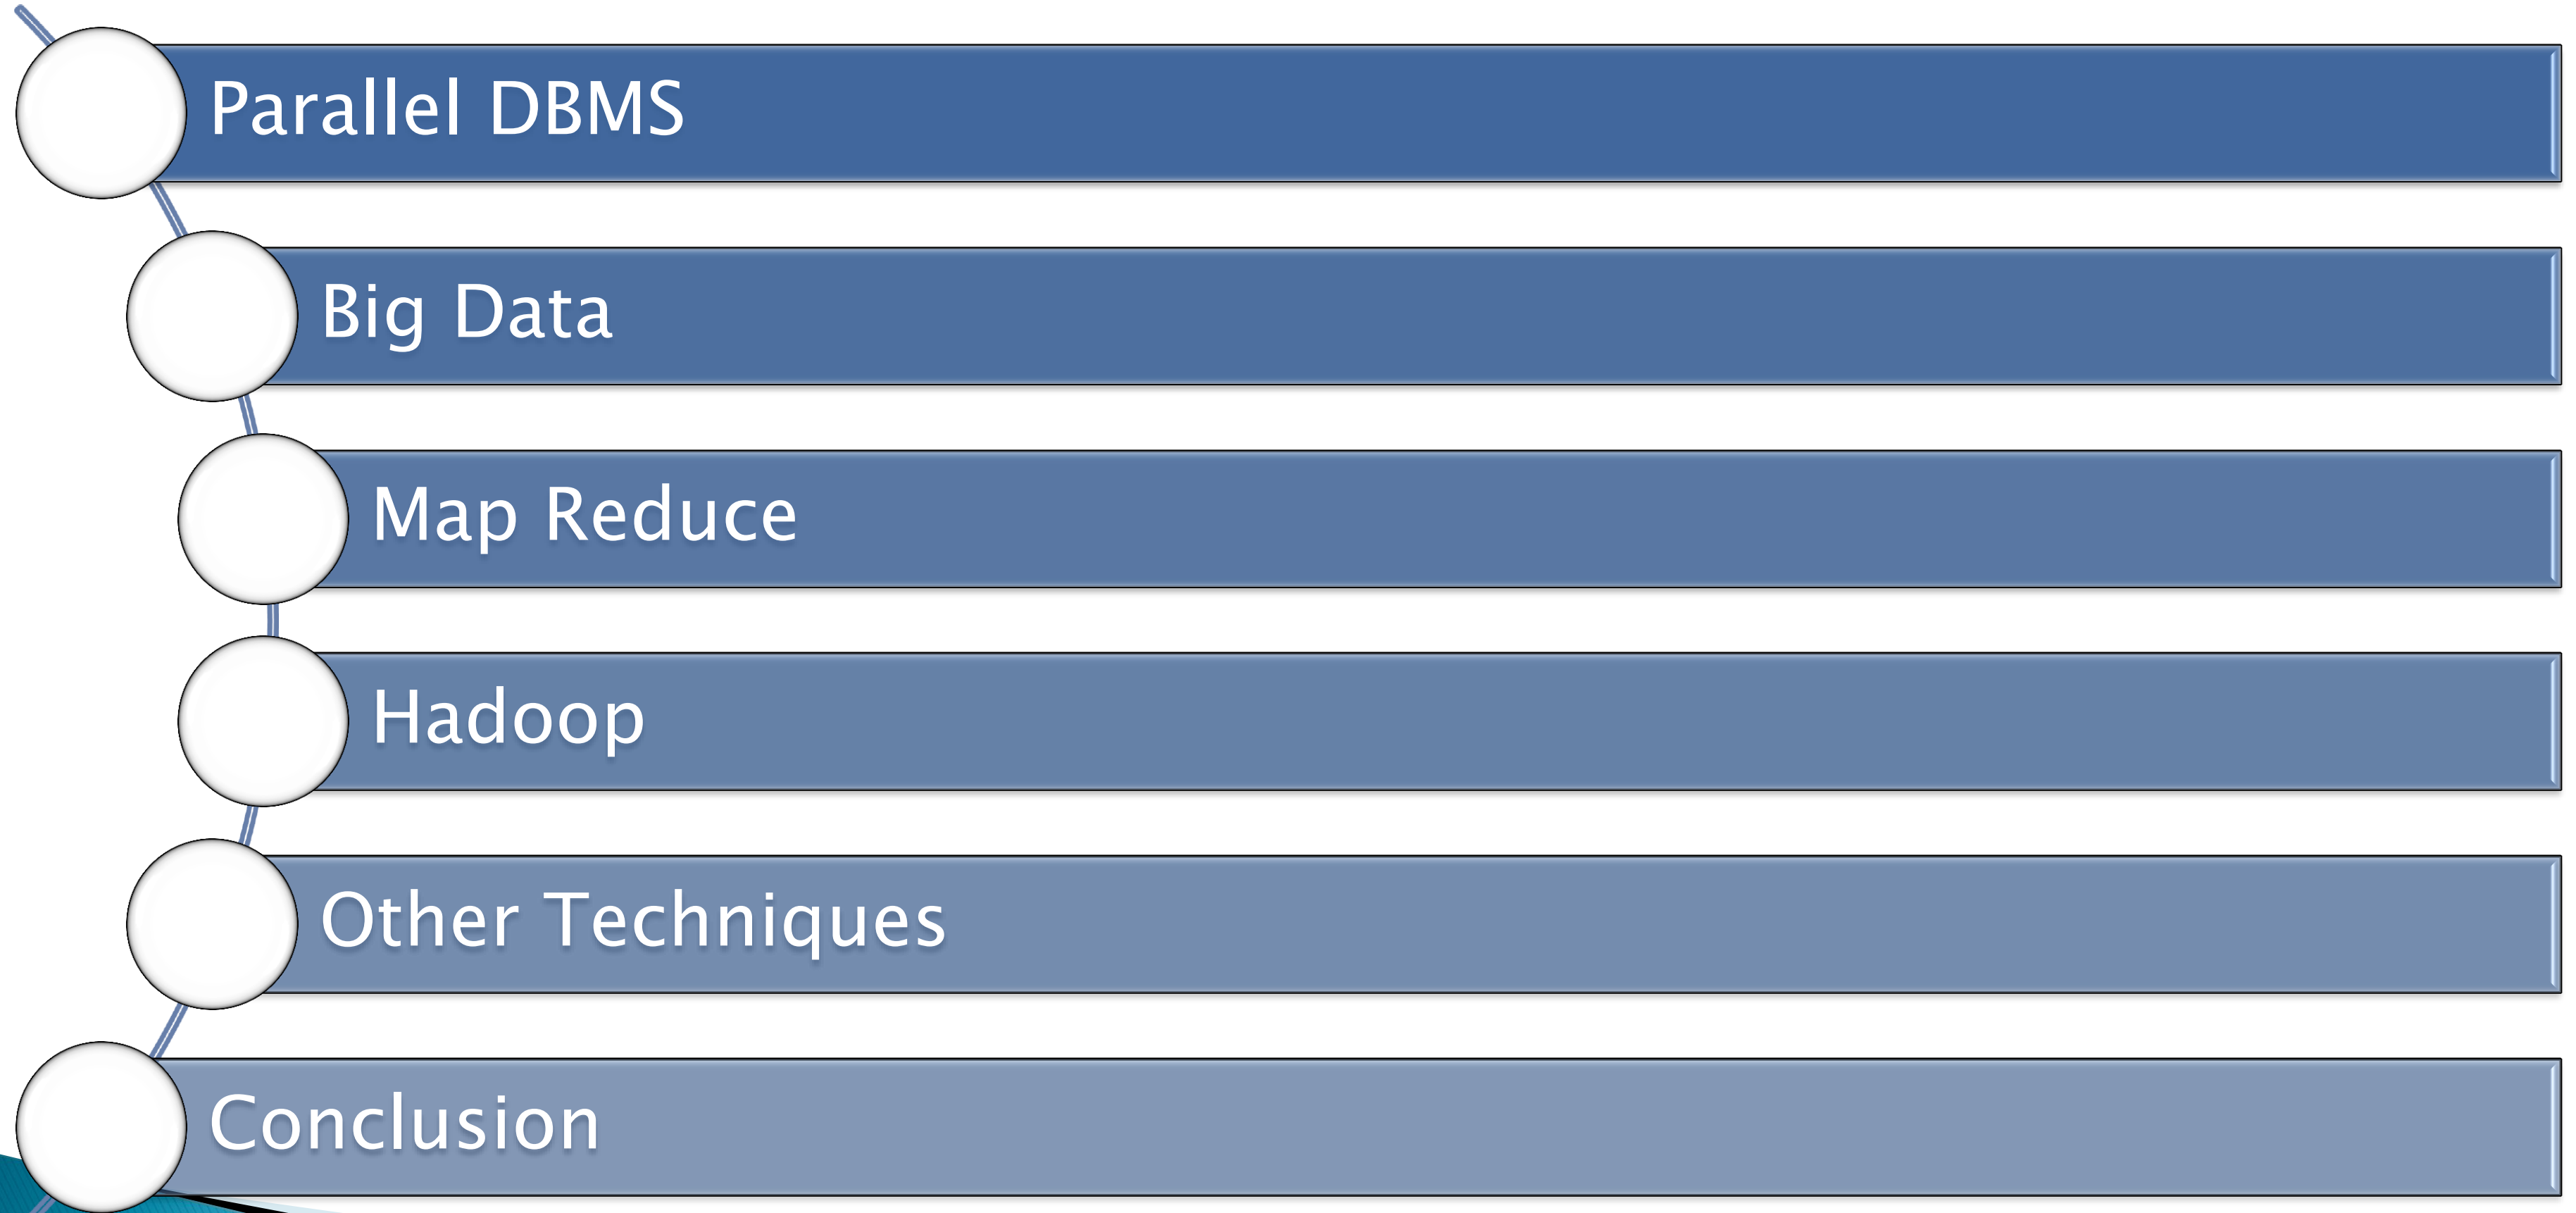 Parallel DBMS
Big Data
Map Reduce
Hadoop
Other Techniques
Conclusion